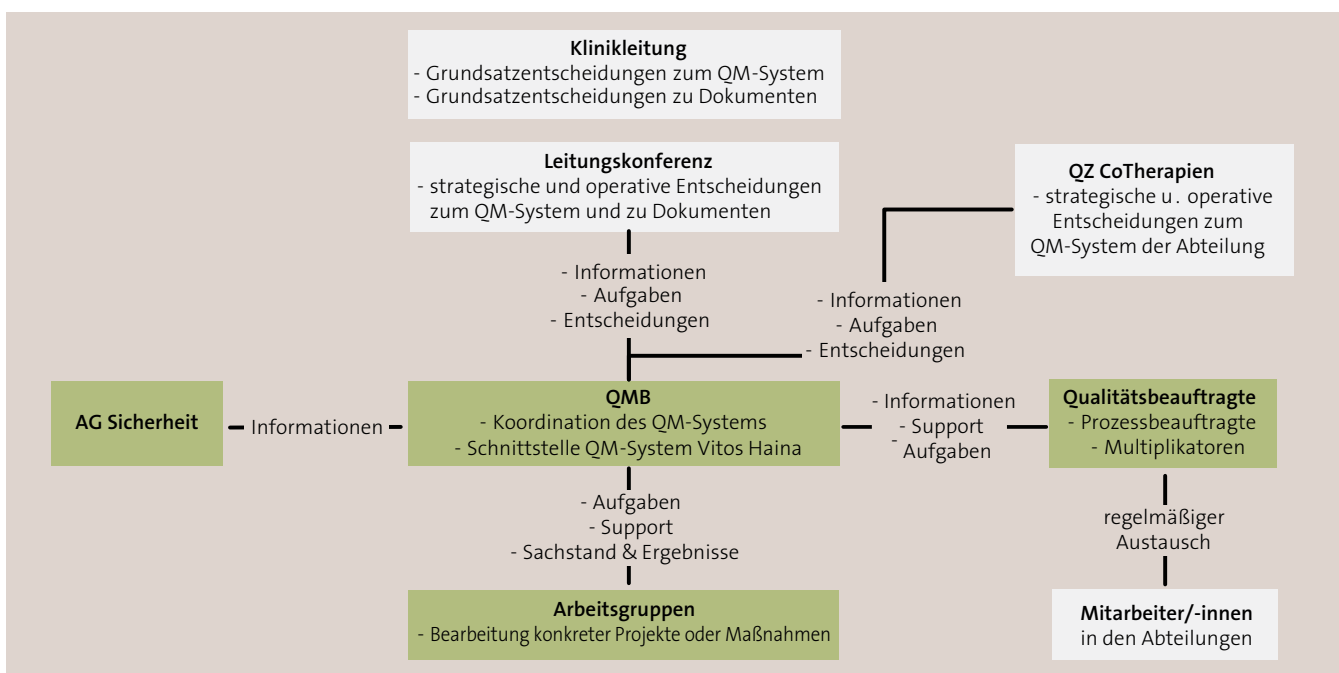 Klinikleitung
- Grundsatzentscheidungen zum QM-System
- Grundsatzentscheidungen zu Dokumenten
Leitungskonferenz
- strategische und operative Entscheidungen
zum QM-System und zu Dokumenten
QZ CoTherapien
- strategische u. operative
Entscheidungen zum
QM-System der Abteilung
- Informationen
- Aufgaben
- Entscheidungen
- Informationen
- Aufgaben
- Entscheidungen
AG Sicherheit
Informationen
QMB
- Koordination des QM-Systems
- Schnittstelle QM-System Vitos Haina
- Informationen
- Support
- Aufgaben
Qualitätsbeauftragte
- Prozessbeauftragte
- Multiplikatoren
- Aufgaben
- Support
- Sachstand & Ergebnisse
regelmäßiger
Austausch
Arbeitsgruppen
- Bearbeitung konkreter Projekte oder Maßnahmen
Mitarbeiter/-innen
in den Abteilungen